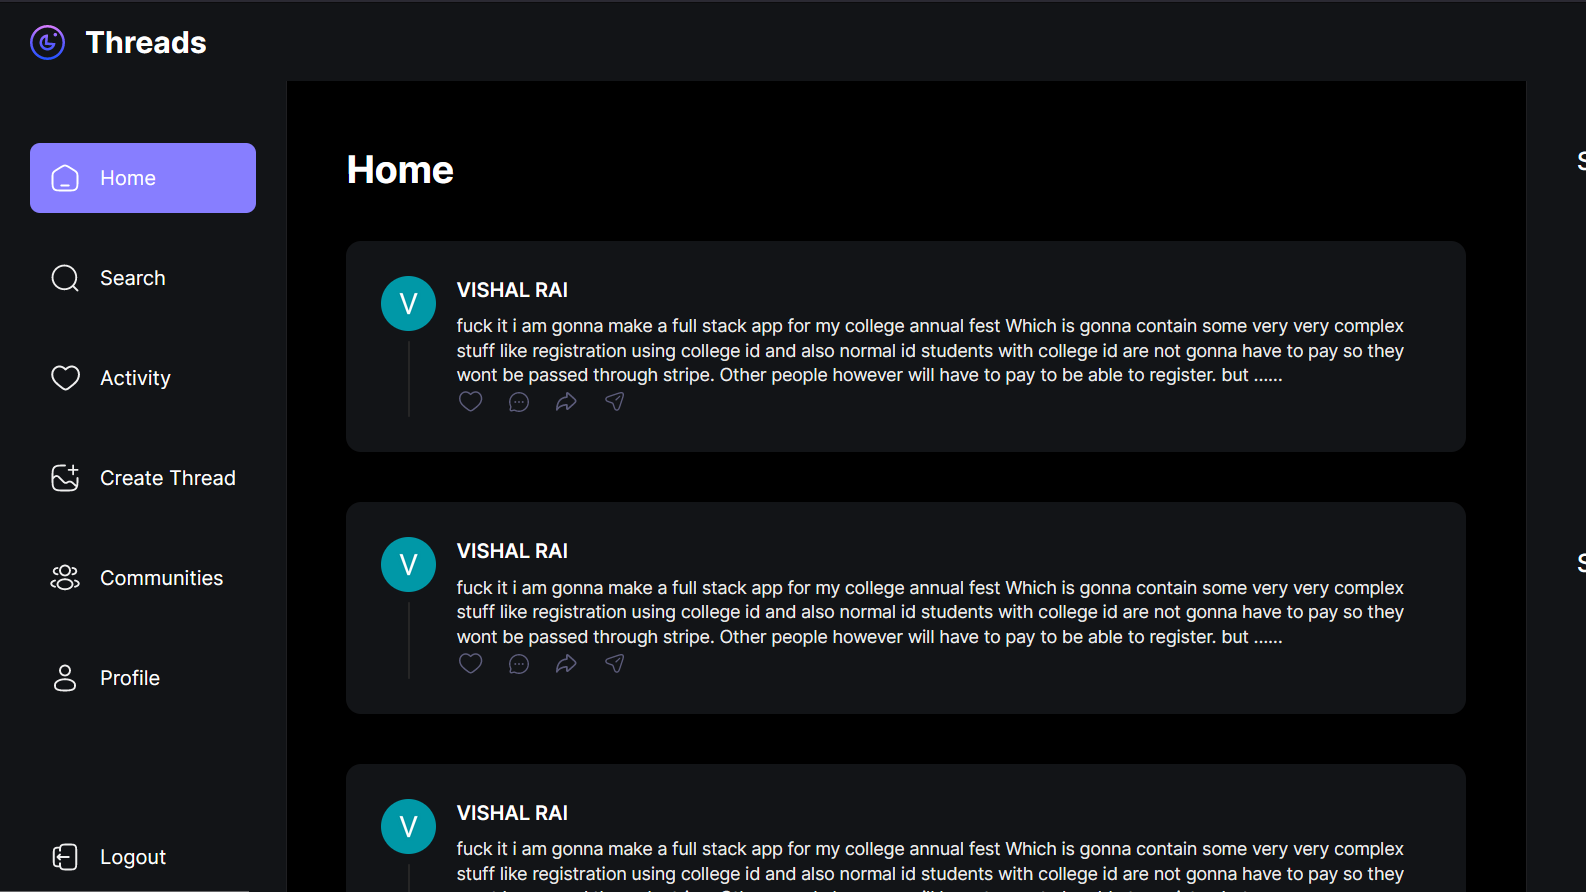 Threads
Home
Search
Activity
Create Thread
Communities
Profile
Logout
Home
V
VISHAL RAI
fuck it i am gonna make a full stack app for my college annual fest Which is gonna contain some very very complex
stuff like registration using college id and also normal id students with college id are not gonna have to pay so they
wont be passed through stripe. Other people however will have to pay to be able to register. but ......
V
VISHAL RAI
fuck it i am gonna make a full stack app for my college annual fest Which is gonna contain some very very complex
stuff like registration using college id and also normal id students with college id are not gonna have to pay so they
wont be passed through stripe. Other people however will have to pay to be able to register. but ......
V
VISHAL RAI
fuck it i am gonna make a full stack app for my college annual fest Which is gonna contain some very very complex
stuff like registration using college id and also normal id students with college id are not gonna have to pay so they